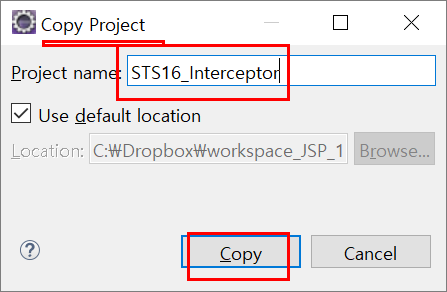 Copy Project
Project name: STS16_Interceptor
Use default location
Location: C:₩Dropbox₩workspace_JSP_1 Browse...
? Copy Cancel